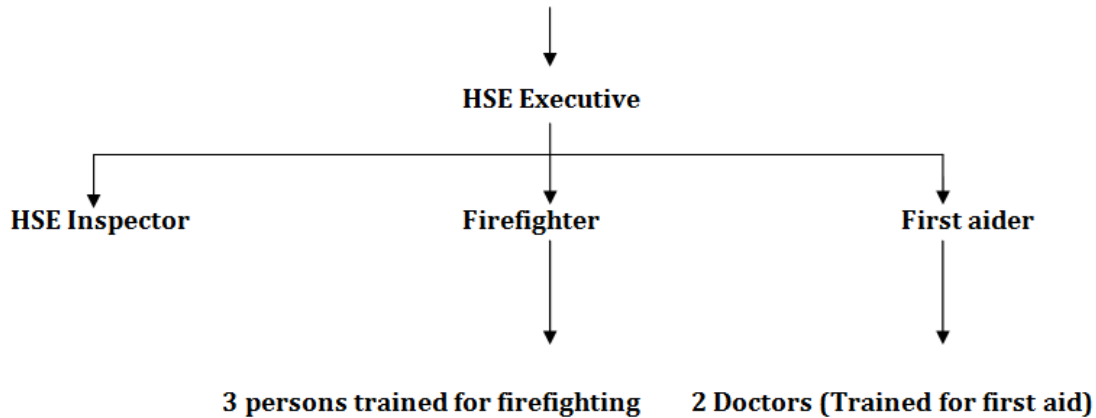 HSE Executive
HSE Inspector
Firefighter
First aider
3 persons trained for firefighting
2 Doctors (Trained for first aid)